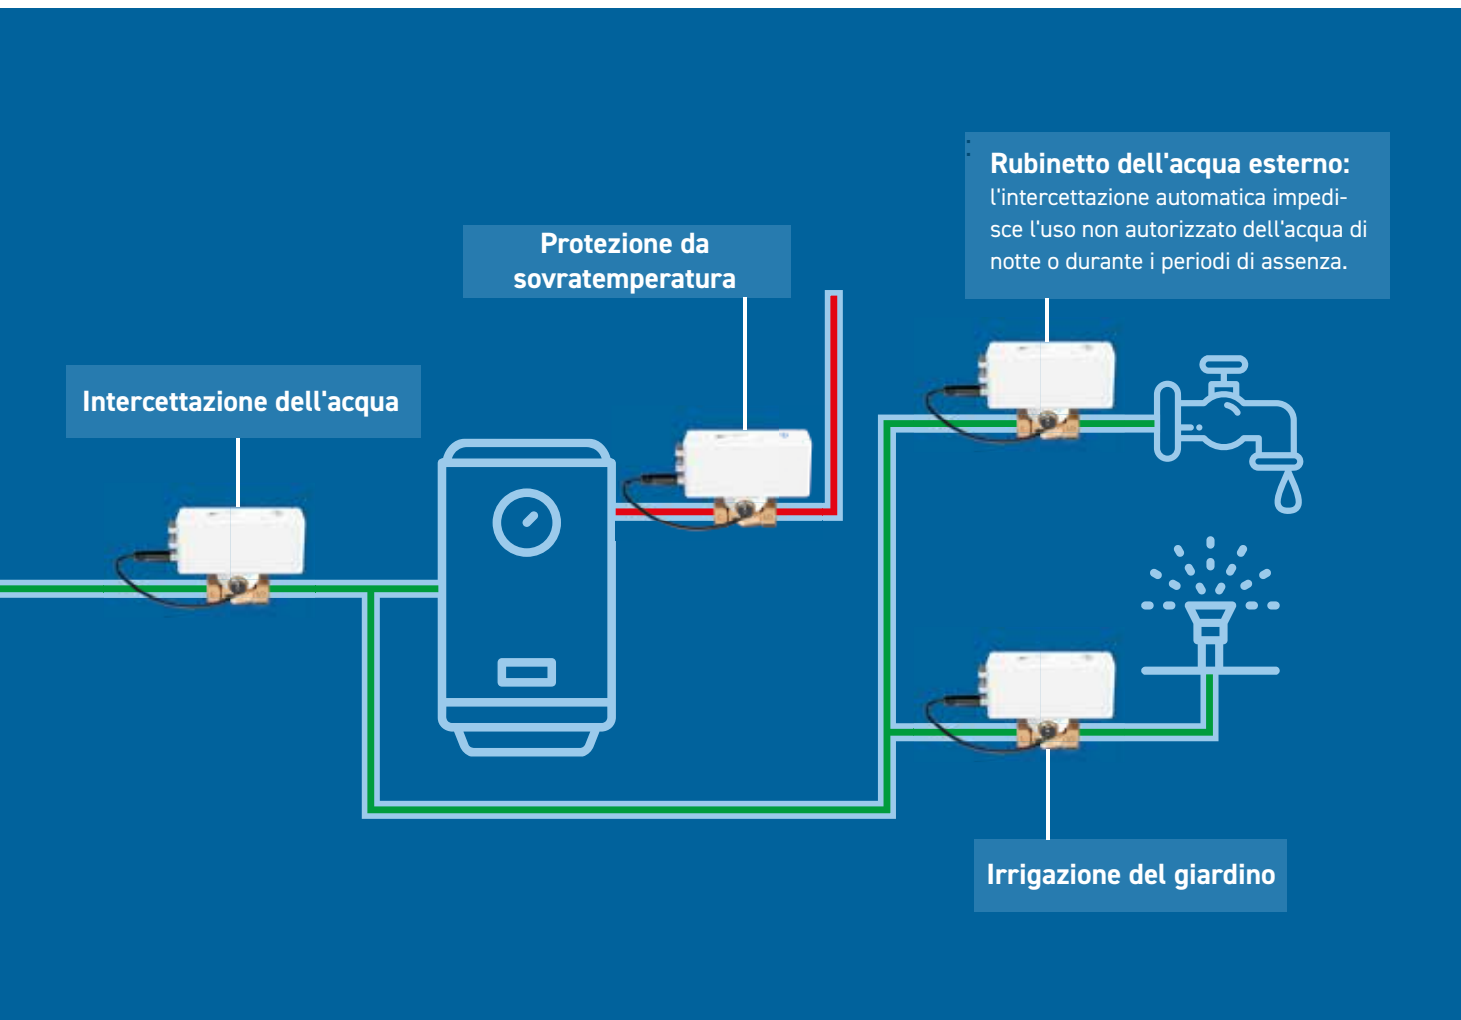 Rubinetto dell'acqua esterno:
l'intercettazione automatica impedi-
sce l'uso non autorizzato dell'acqua di
notte o durante i periodi di assenza.
Protezione da
sovratemperatura
Intercettazione dell'acqua
Irrigazione del giardino